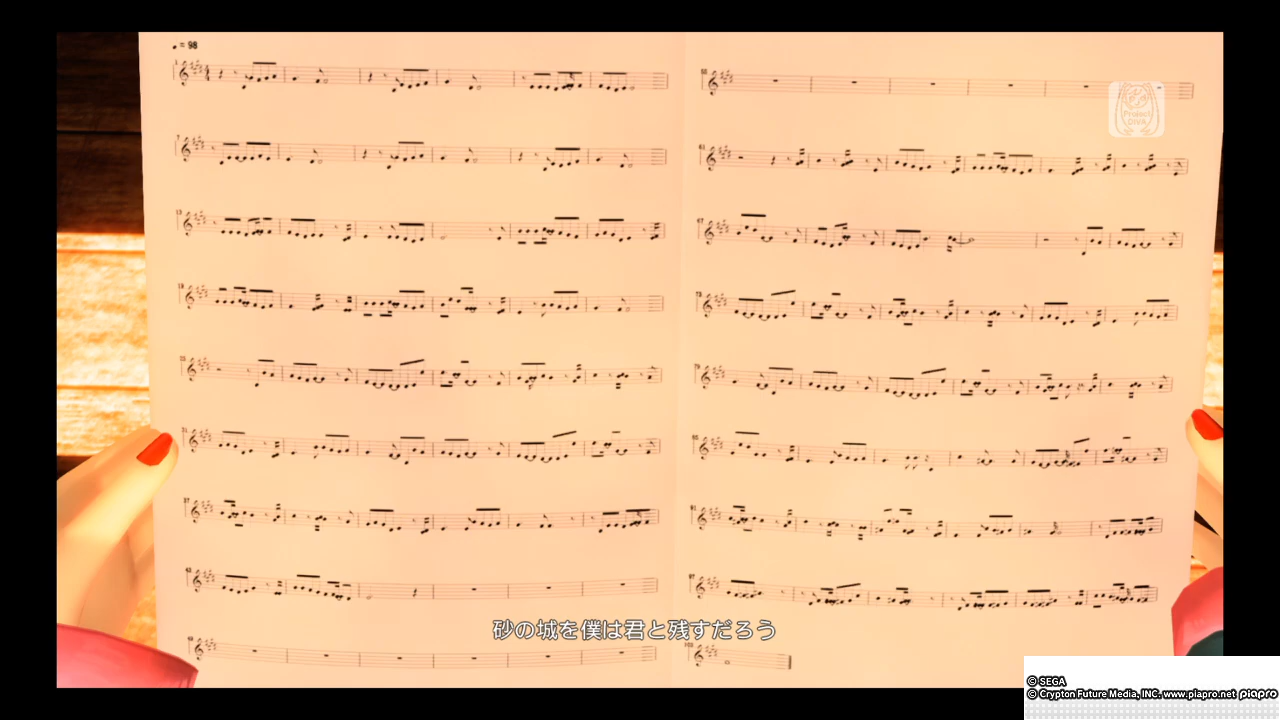 = 98
Project
DIVA
砂の城を僕は君と残すだろう
© SEGA
© Crypton Future Media, INC. www.piapro.net piapro